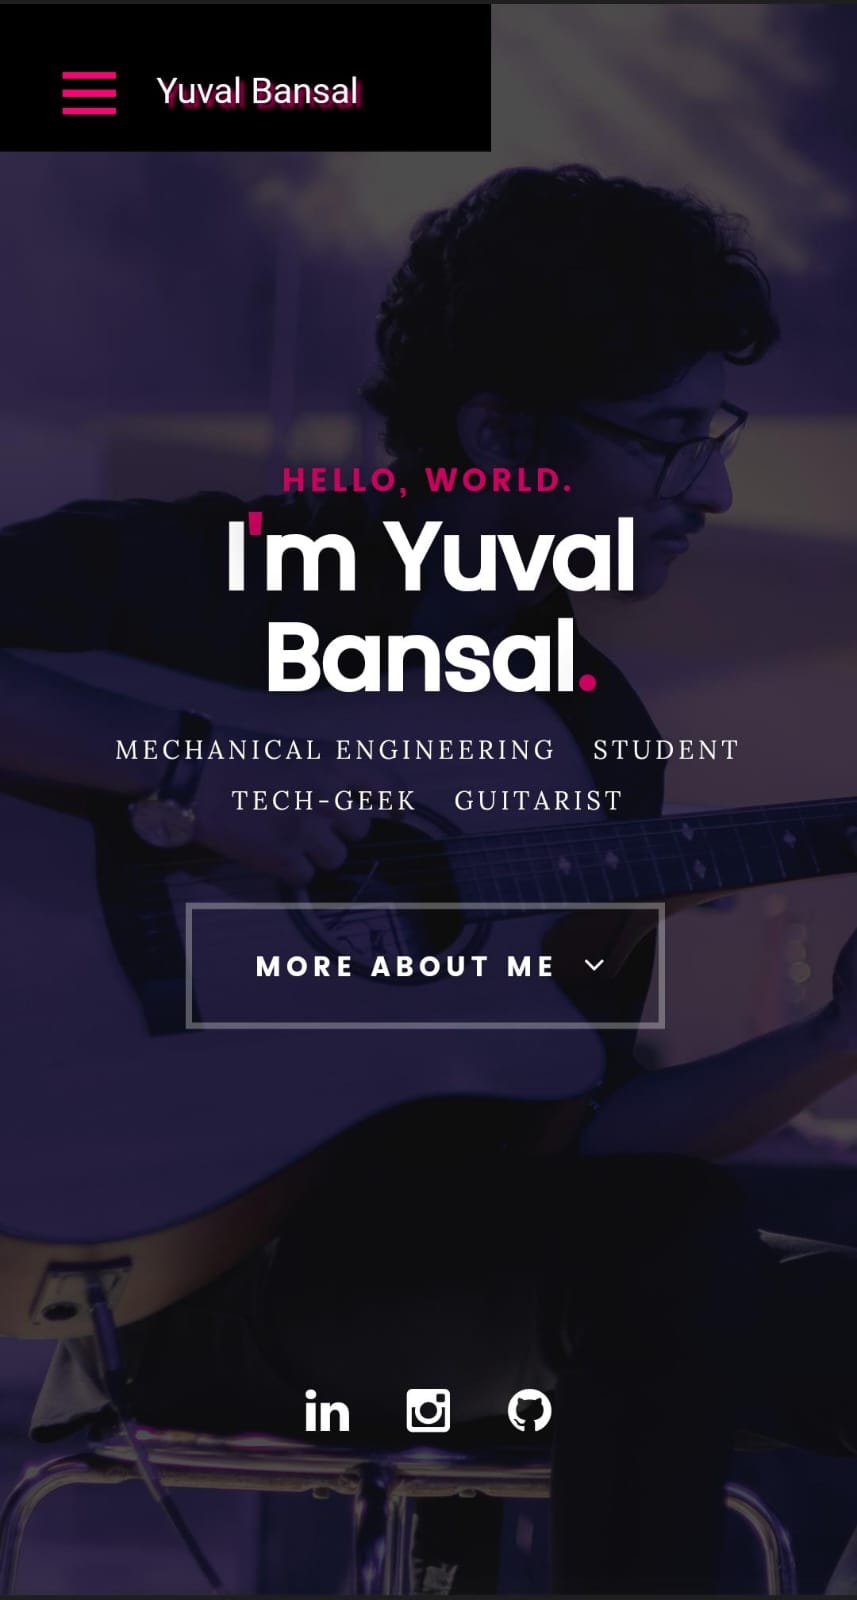 Yuval Bansal
HELLO, WORLD.
I'm Yuval
Bansal.
MECHANICAL ENGINEERING STUDENT
TECH-GEEK GUITARIST
MORE ABOUT ME
in